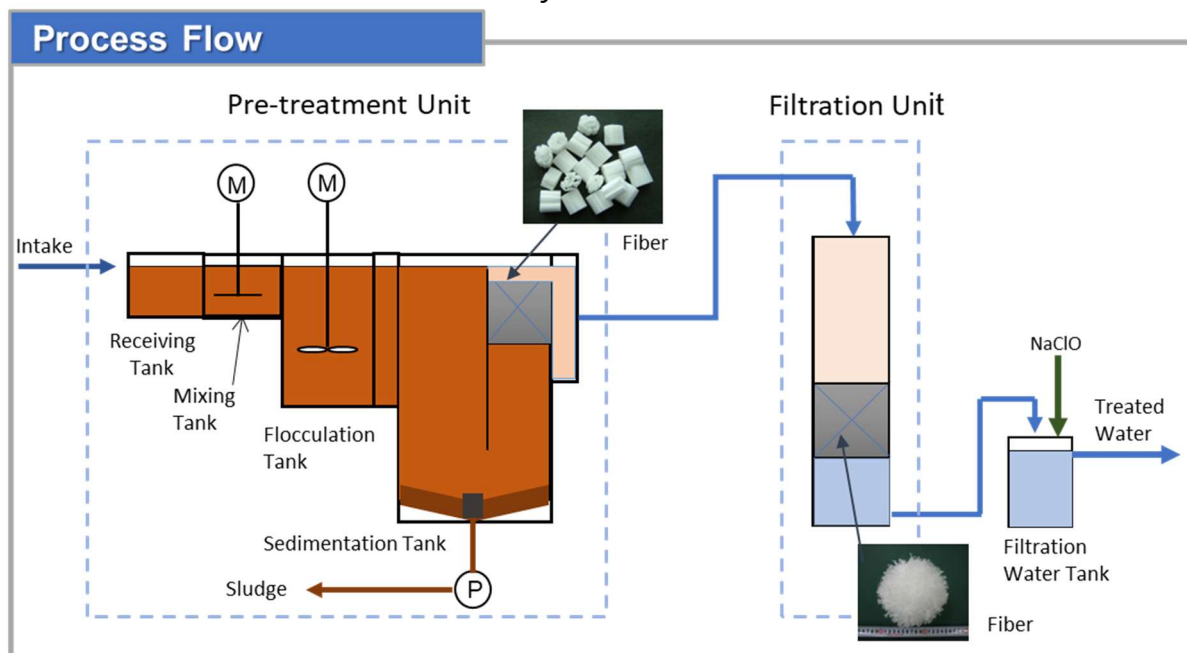 Process Flow
Pre-treatment Unit
Filtration Unit
M
M
Fiber
Intake
Receiving
Tank
Mixing
Tank
Flocculation
Tank
NaClO
Treated
Water
Sedimentation Tank
Sludge
P
Filtration
Water Tank
Fiber